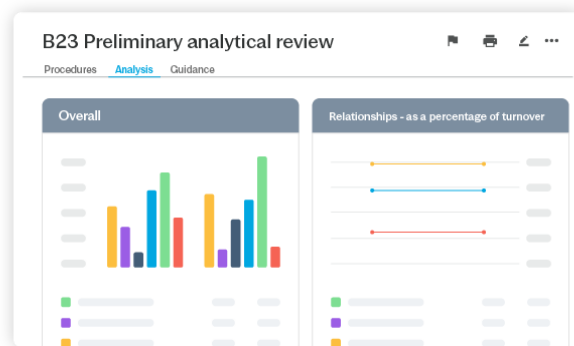 B23 Preliminary analytical review
Procedures Analysis Guidance
Overall
Relationships - as a percentage of turnover